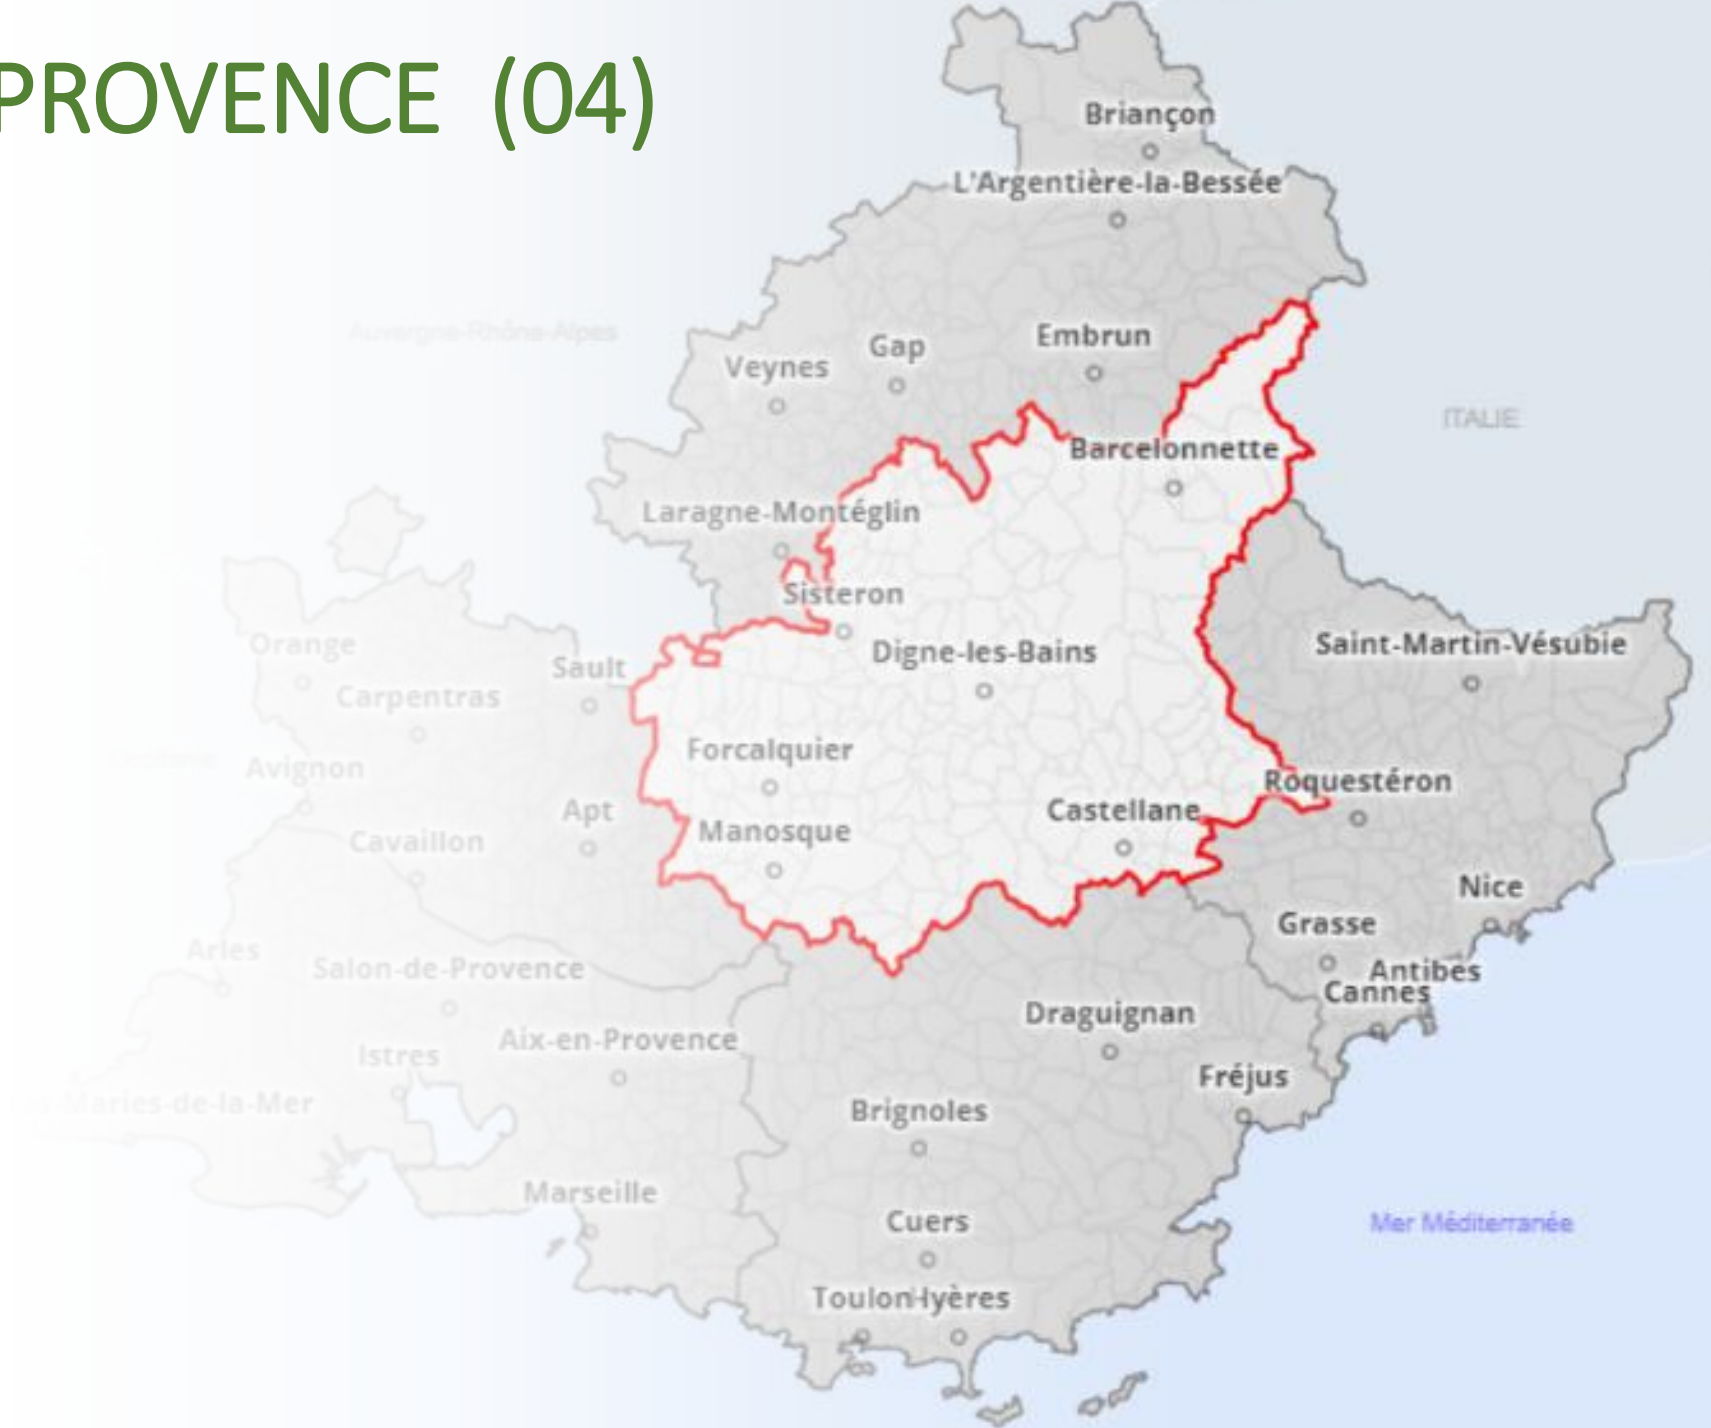 PROVENCE (04)
Briançon
L'Argentière-la-Bessée
Auvergne-Rhône-Alpes
Embrun
Gap
Veynes
ITALIE
Barcelonnette
Laragne-Montéglin
Sisteron
Orange
Saint-Martin-Vésubie
Digne-les-Bains
Sault
Carpentras
Forcalquier
Avignon
Roquestéron
Apt
Castellane
Manosque
Cavaillon
Nice
Grasse
Arles
Salon-de-Provence
Antibes
Cannes
Draguignan
Aix-en-Provence
Istres
Fréjus
s-Maries-de-la-Mer
Brignoles
Marseille
Cuers
Mer Méditerranée
Toulon